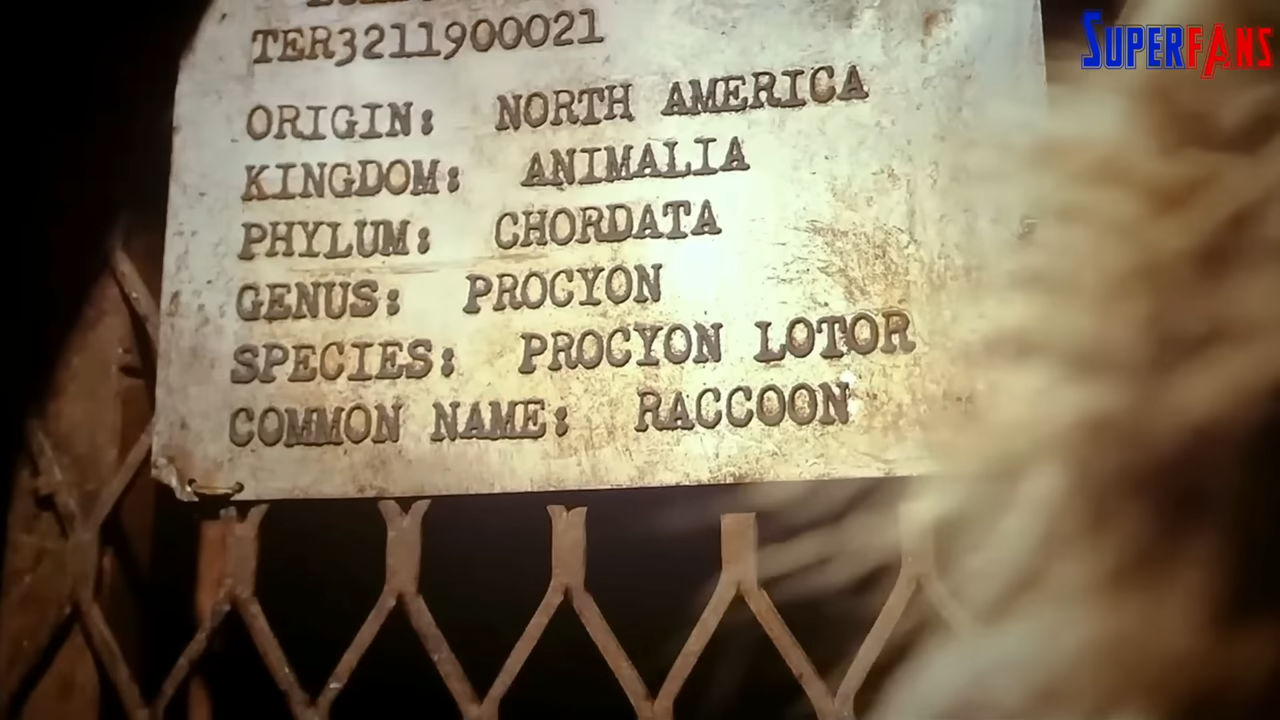 SUPERFANS
TER3211900021
ORIGIN: NORTH AMERICA
KINGDOM: ANIMALIA
PHYLUM: CHORDATA
GENUS: PROCYON
SPECIES: PROCYON LOTOR
COMMON NAME: RACCOON